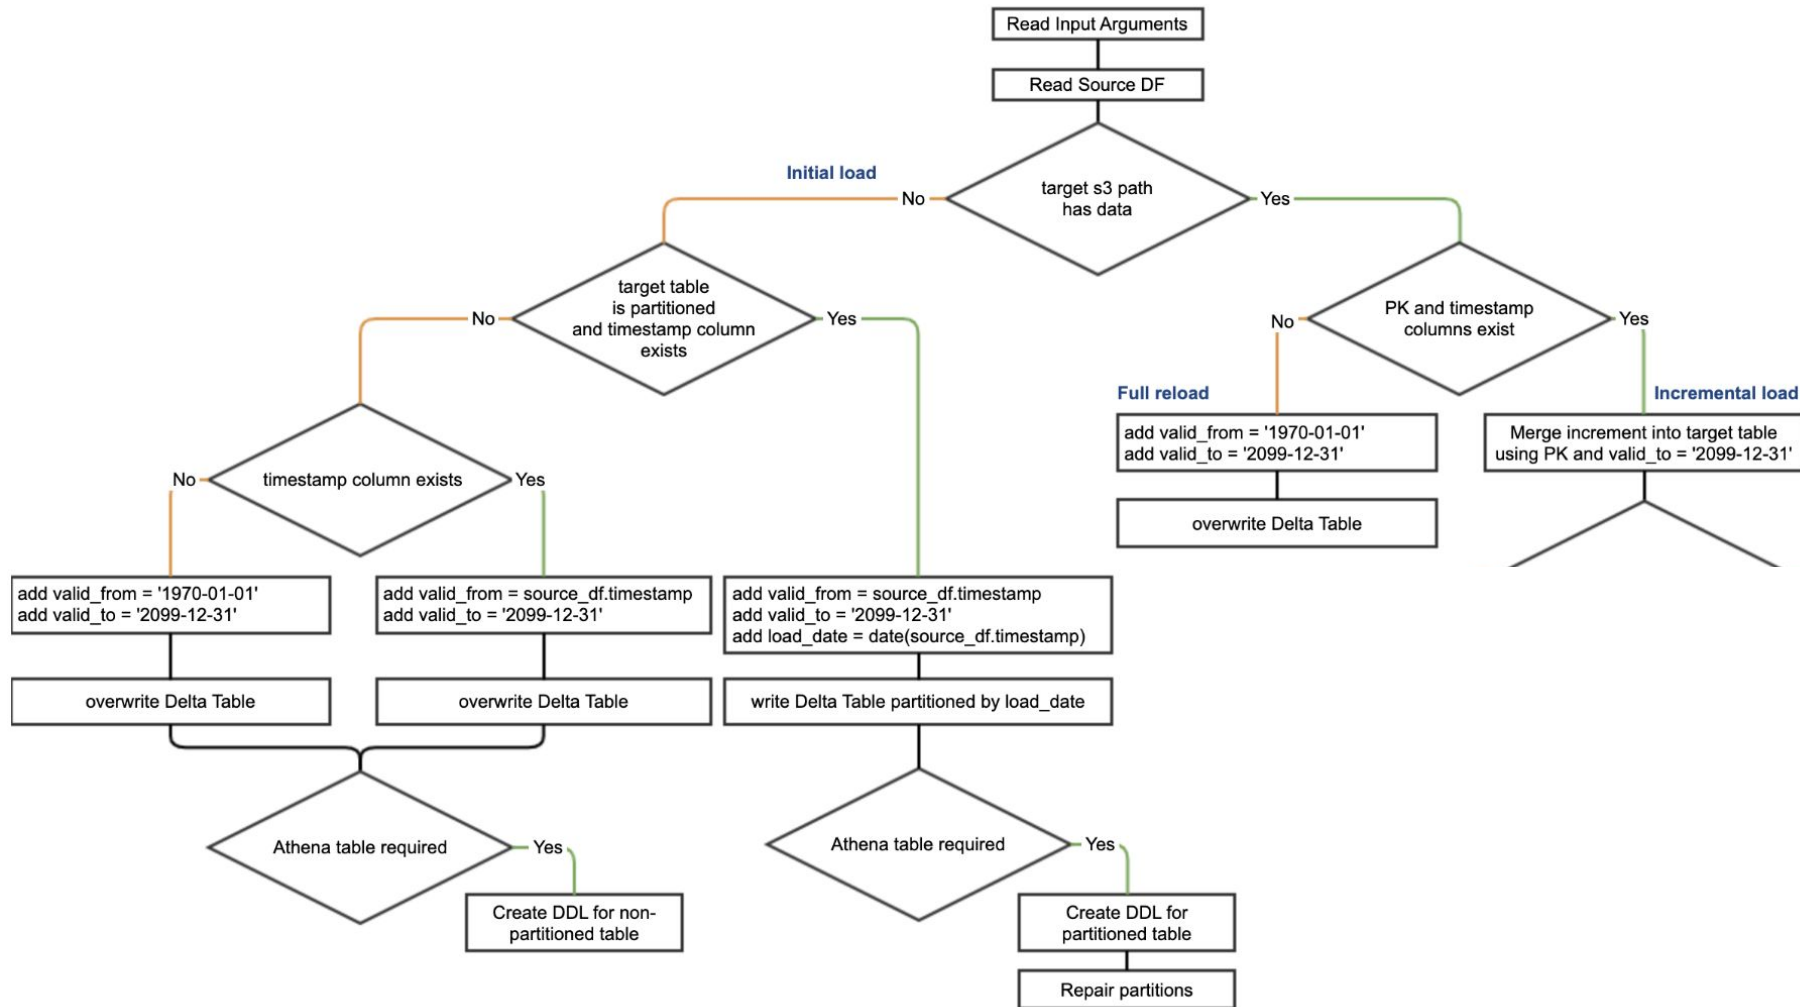 Read Input Arguments
Read Source DF
Initial load
No
target s3 path
has data
Yes
No
target table
is partitioned
and timestamp column
exists
Yes
No
PK and timestamp
columns exist
Yes
Full reload
Incremental load
add valid_from = '1970-01-01'
add valid_to = '2099-12-31'
Merge increment into target table
using PK and valid_to = '2099-12-31'
overwrite Delta Table
No
timestamp column exists
Yes
add valid_from = '1970-01-01'
add valid_to = '2099-12-31'
add valid_from = source_df.timestamp
add valid_to = '2099-12-31'
add valid_from = source_df.timestamp
add valid_to = '2099-12-31'
add load_date = date(source_df.timestamp)
overwrite Delta Table
overwrite Delta Table
write Delta Table partitioned by load_date
Athena table required
Yes
Athena table required
Yes
Create DDL for non-
partitioned table
Create DDL for
partitioned table
Repair partitions